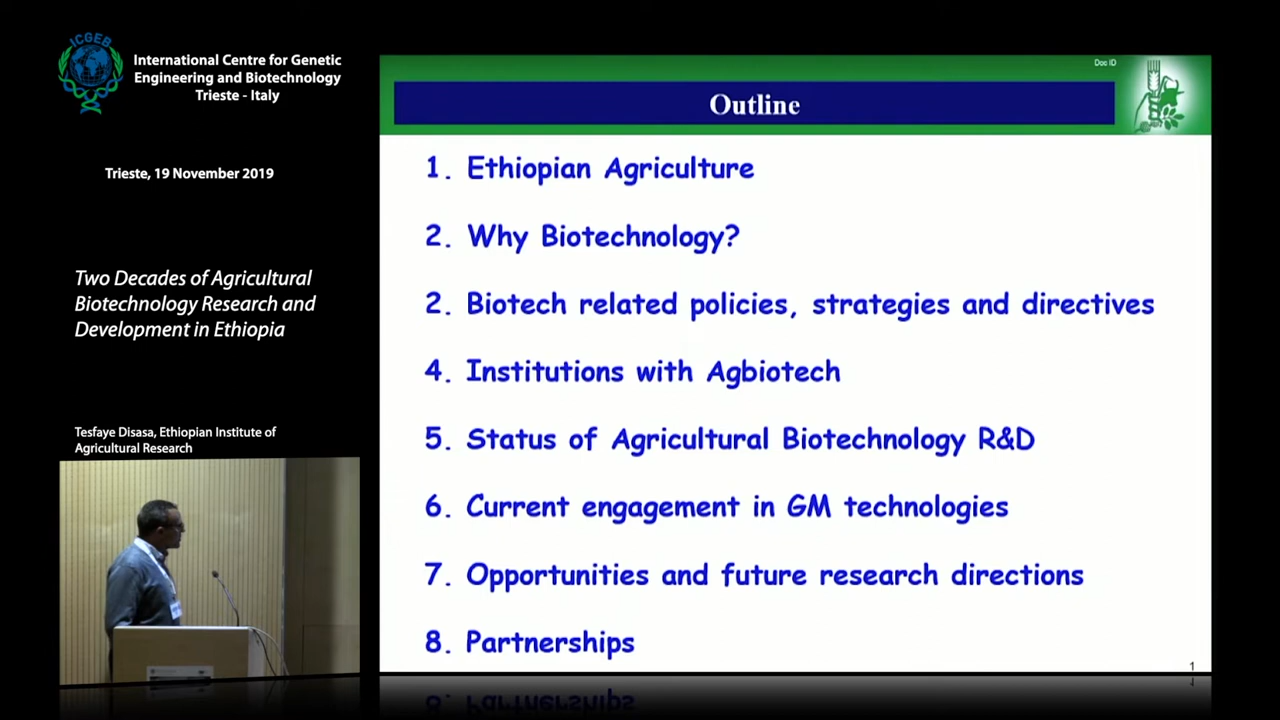 ICGEB
International Centre for Genetic
Engineering and Biotechnology
Trieste - Italy
Trieste, 19 November 2019
Two Decades of Agricultural
Biotechnology Research and
Development in Ethiopia
Tesfaye Disasa, Ethiopian Institute of
Agricultural Research
Doc ID
Outline
1. Ethiopian Agriculture
2. Why Biotechnology?
2. Biotech related policies, strategies and directives
4. Institutions with Agbiotech
5. Status of Agricultural Biotechnology R&D
6. Current engagement in GM technologies
7. Opportunities and future research directions
8. Partnerships
1